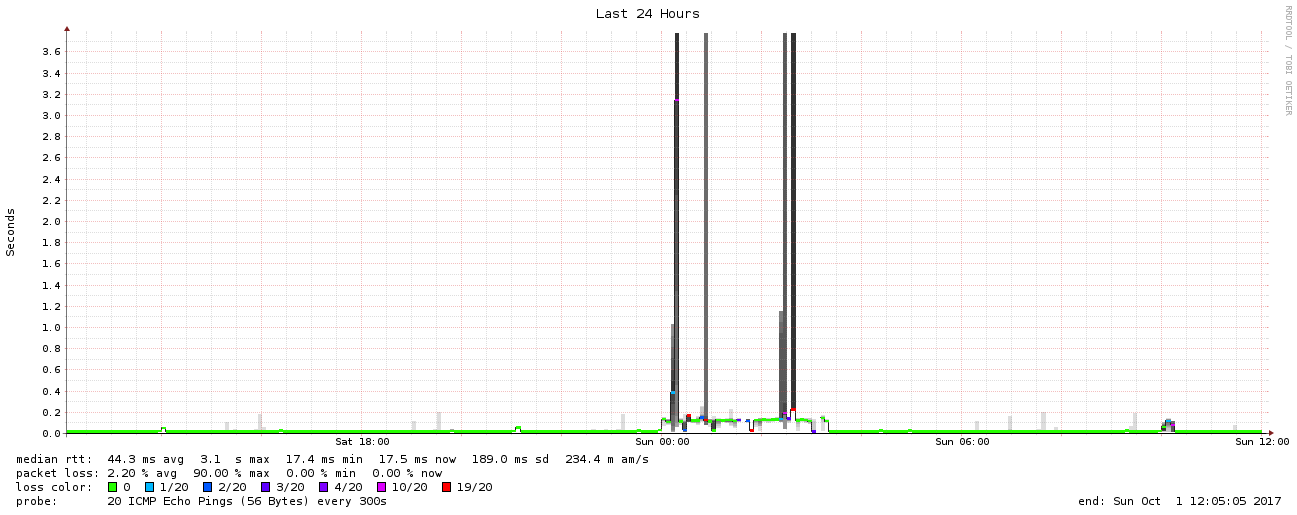 Last 24 Hours
RRDTOOL / TOBI OETIKER
Seconds
3.6
3.4
3.2
3.0
2.8
2.6
2.4
2.2
2.0
1.8
1.6
1.4
1.2
1.0
0.8
0.6
0.4
0.2
0.0
Sat 18:00 Sun 00:00 Sun 06:00 Sun 12:00
median rtt: 44.3 ms avg 3.1 s max 17.4 ms min 17.5 ms now 189.0 ms sd 234.4 m am/s
packet loss: 2.20 % avg 90.00 % max 0.00 % min 0.00 % now
loss color: 0 1/20 2/20 3/20 4/20 10/20 19/20
probe: 20 ICMP Echo Pings (56 Bytes) every 300s end: Sun Oct 1 12:05:05 2017